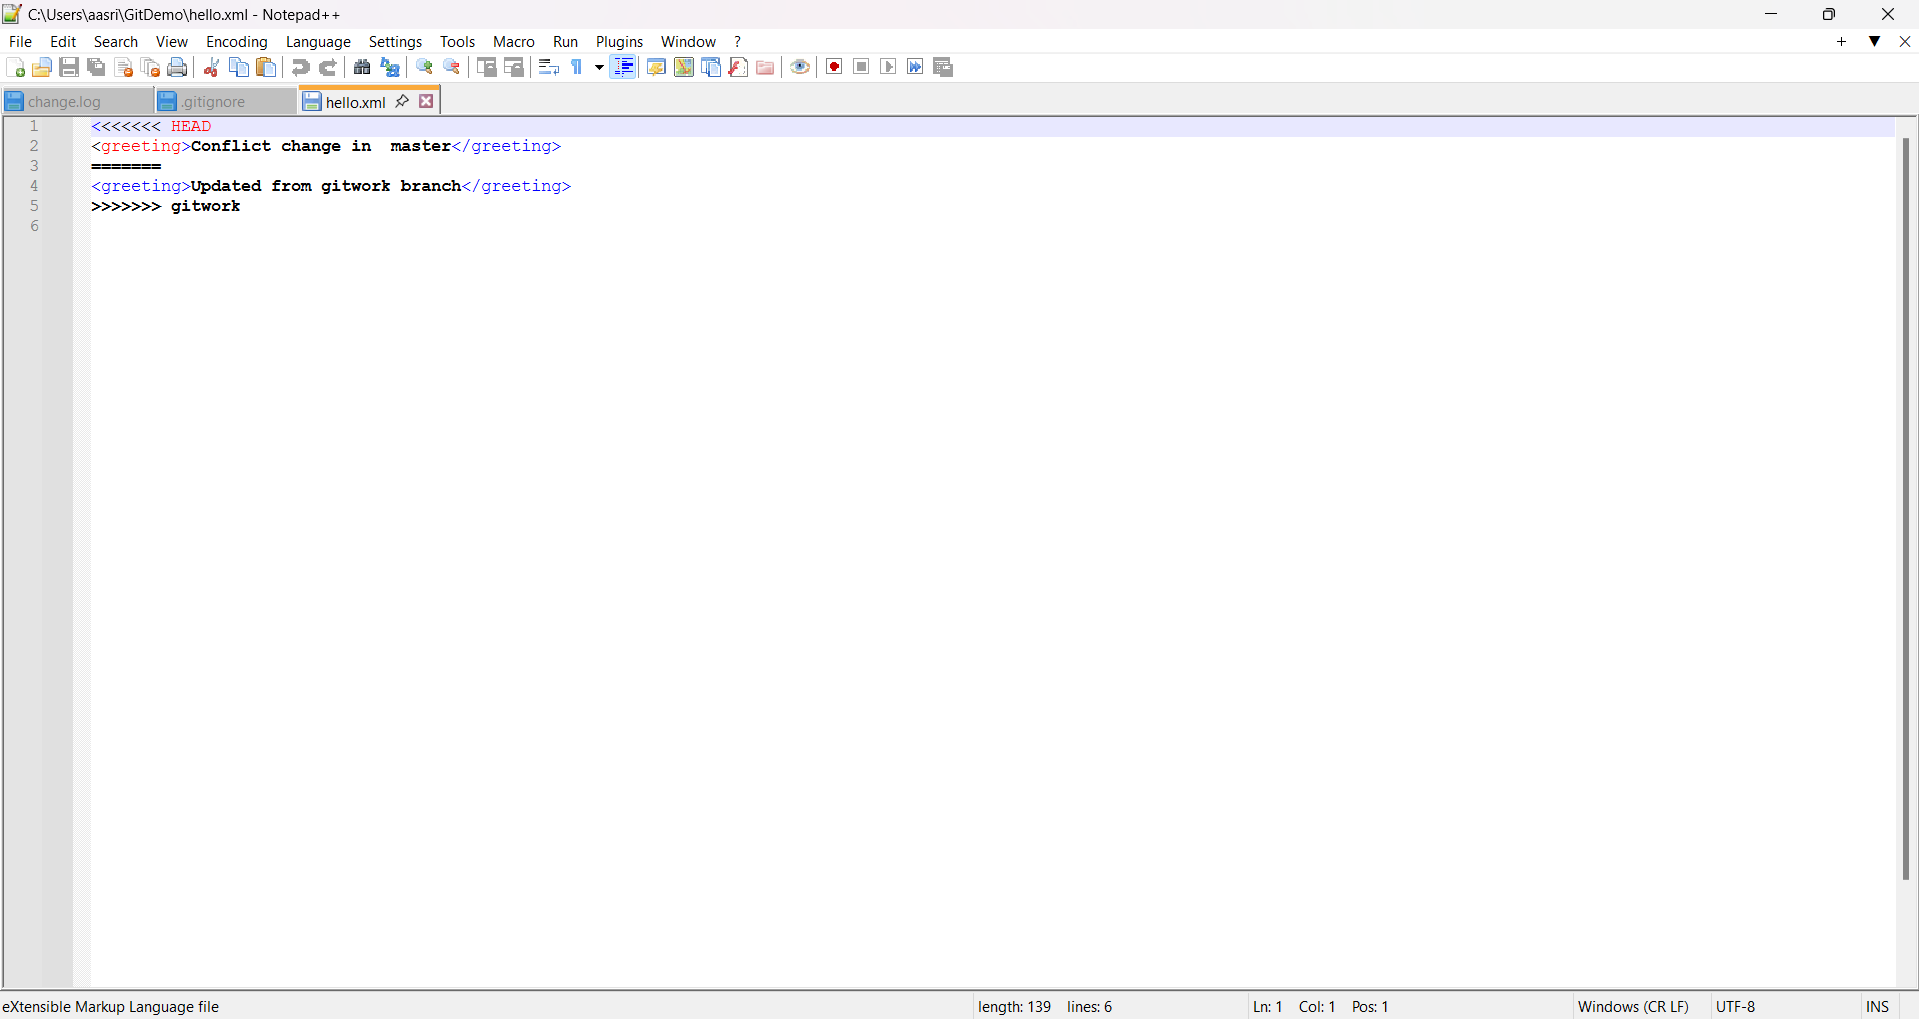 C:\Users\aasri\GitDemo\hello.xml - Notepad++
File Edit Search View Encoding Language Settings Tools Macro Run Plugins Window ?
change.log .gitignore hello.xml
1 <<<<<<< HEAD
2 <greeting>Conflict change in  master</greeting>
3 =======
4 <greeting>Updated from gitwork branch</greeting>
5 >>>>>>> gitwork
6
eXtensible Markup Language file length: 139 lines: 6 Ln: 1 Col: 1 Pos: 1 Windows (CR LF) UTF-8 INS